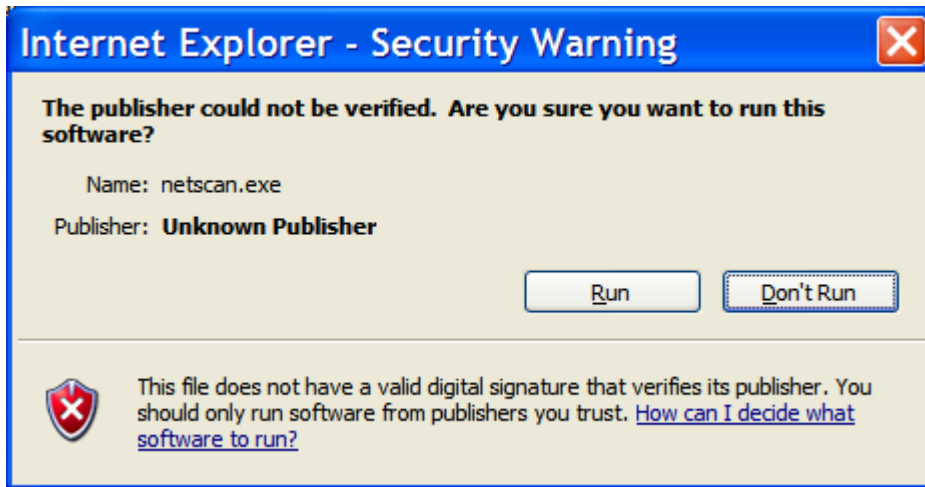 Internet Explorer - Security Warning
The publisher could not be verified. Are you sure you want to run this
software?
Name: netscan.exe
Publisher: Unknown Publisher
Run Don't Run
This file does not have a valid digital signature that verifies its publisher. You
should only run software from publishers you trust. How can I decide what
software to run?